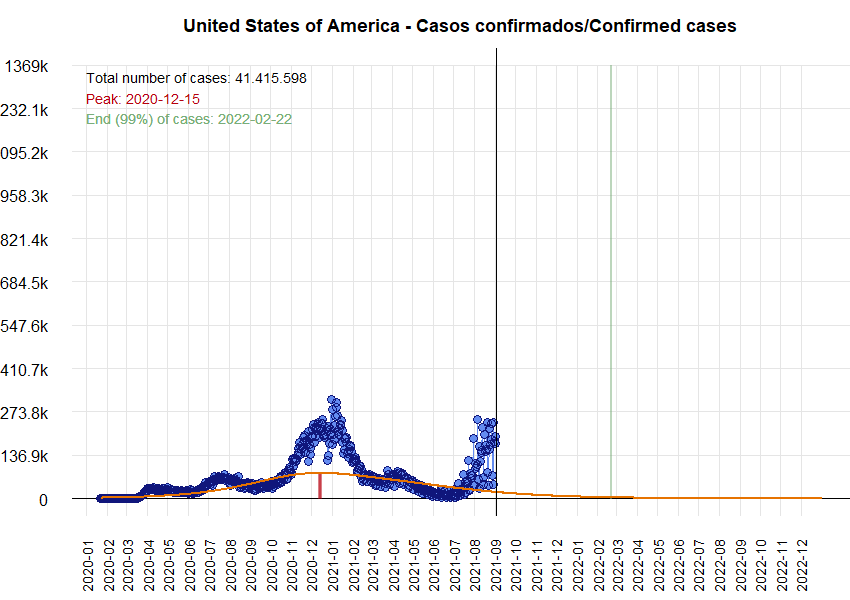 United States of America - Casos confirmados/Confirmed cases
1369k
232.1k
095.2k
958.3k
821.4k
684.5k
547.6k
410.7k
273.8k
136.9k
0
Total number of cases: 41.415.598
Peak: 2020-12-15
End (99%) of cases: 2022-02-22
2020-01
2020-02
2020-03
2020-04
2020-05
2020-06
2020-07
2020-08
2020-09
2020-10
2020-11
2020-12
2021-01
2021-02
2021-03
2021-04
2021-05
2021-06
2021-07
2021-08
2021-09
2021-10
2021-11
2021-12
2022-01
2022-02
2022-03
2022-04
2022-05
2022-06
2022-07
2022-08
2022-09
2022-10
2022-11
2022-12